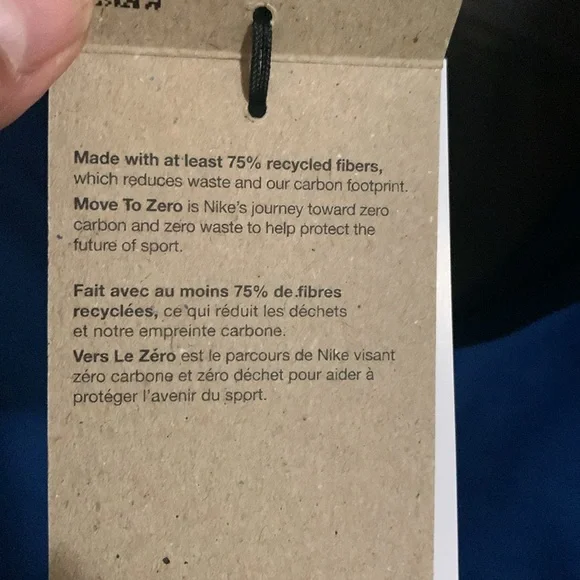 Made with at least 75% recycled fibers,
which reduces waste and our carbon footprint.
Move To Zero is Nike's journey toward zero
carbon and zero waste to help protect the
future of sport.
Fait avec au moins 75% de fibres
recyclées, ce qui réduit les déchets
et notre empreinte carbone.
Vers Le Zéro est le parcours de Nike visant
zéro carbone et zéro déchet pour aider à
protéger l'avenir du sport.